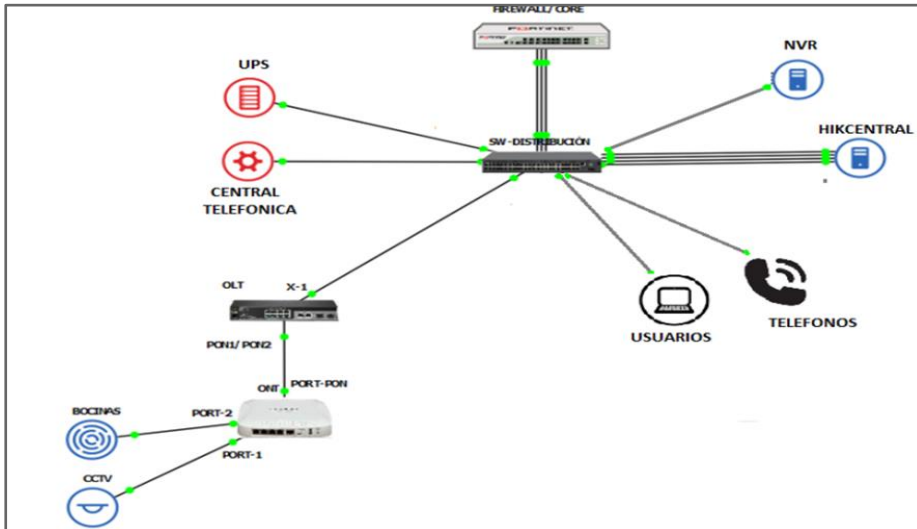 FIREWALL/ CORE
FORTINET
NVR
UPS
SW-DISTRIBUCIÓN
HIKCENTRAL
CENTRAL
TELEFONICA
OLT
X-1
USUARIOS
TELEFONOS
PON1/ PON2
ONT
PORT-PON
BOCINAS
PORT-2
PORT-1
CCTV